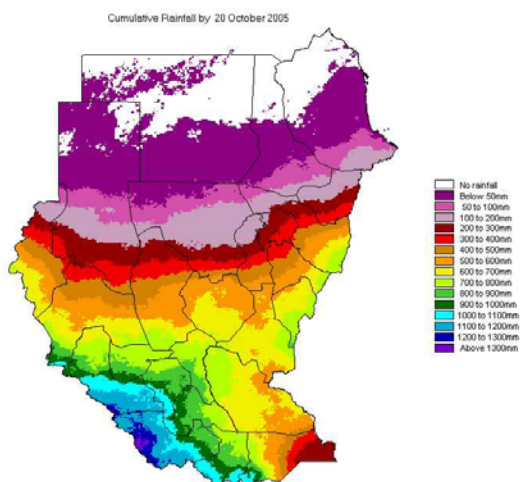 Cumulative Rainfall by 20 October 2005
No rainfall
Below 50mm
50 to 100mm
100 to 200mm
200 to 300mm
300 to 400mm
400 to 500mm
500 to 600mm
600 to 700mm
700 to 800mm
800 to 900mm
900 to 1000mm
1000 to 1100mm
1100 to 1200mm
1200 to 1300mm
Above 1300mm